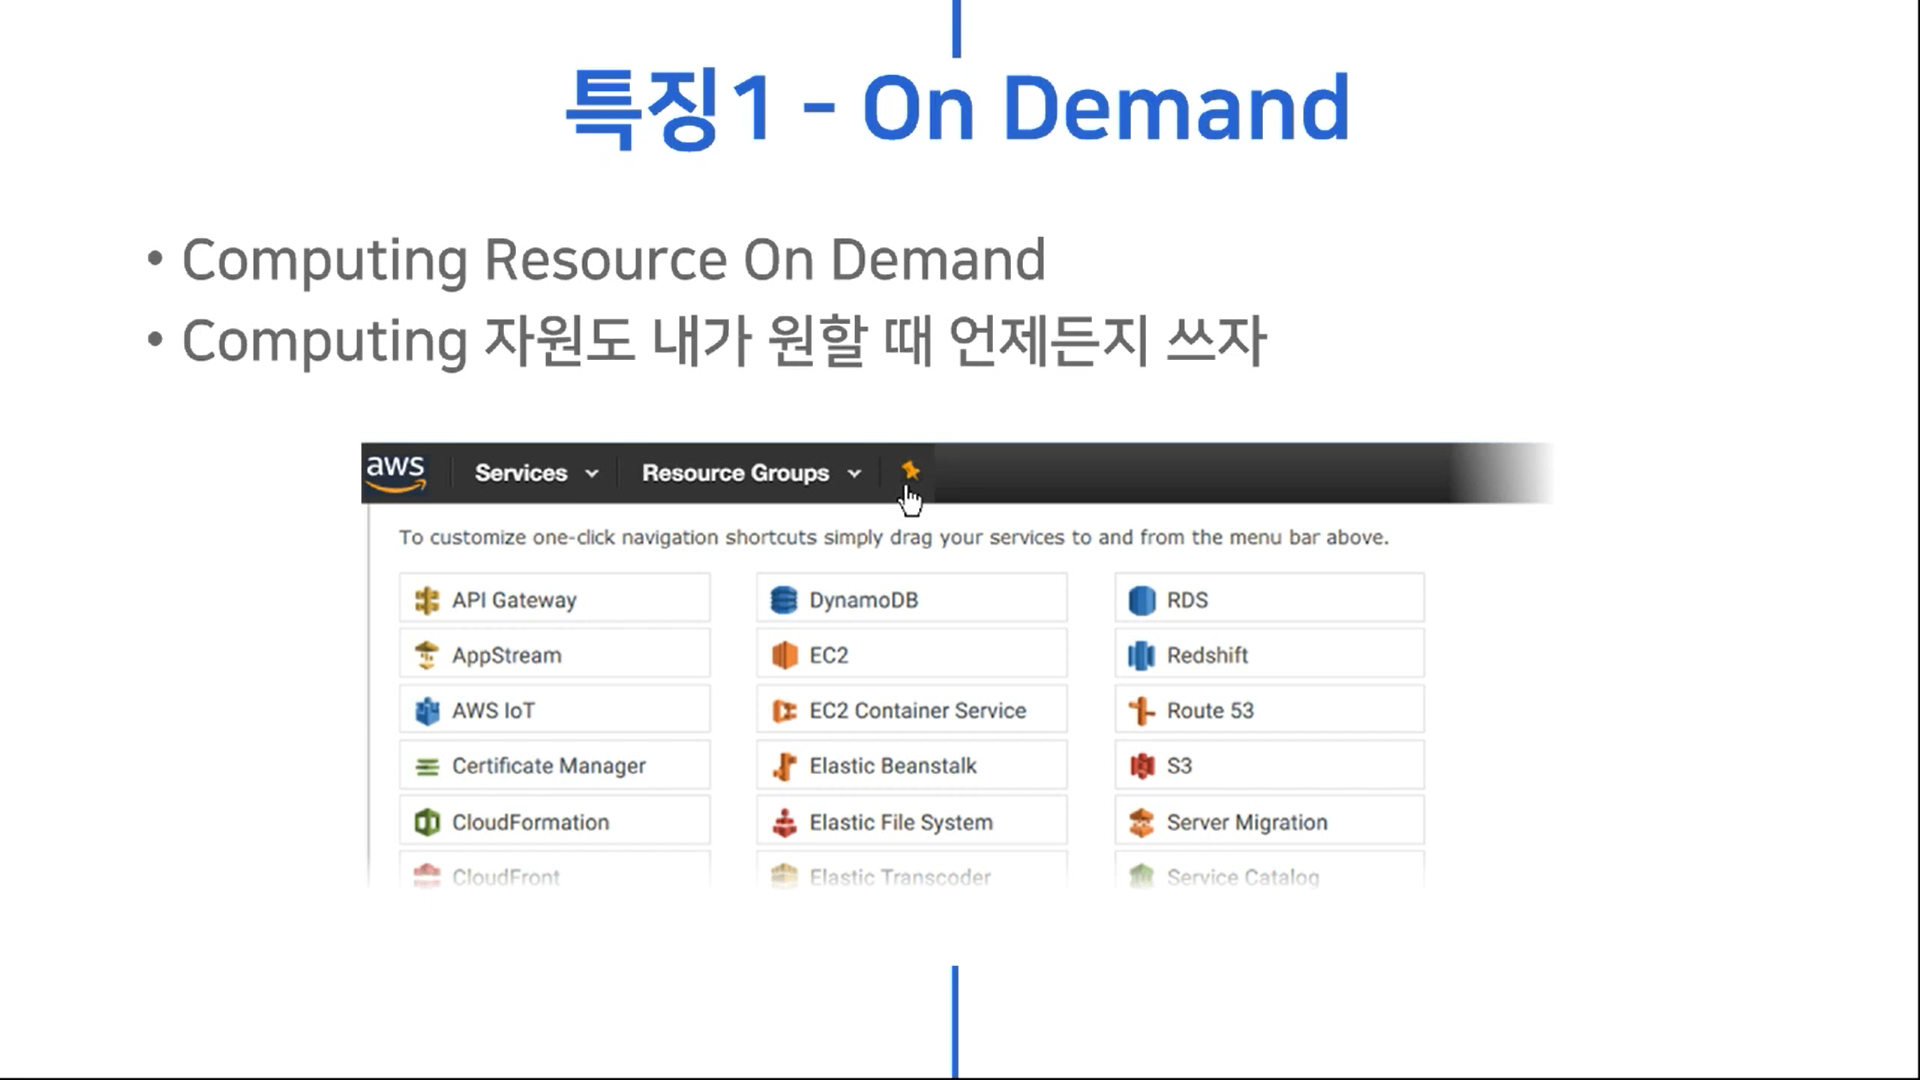 특징1 - On Demand
• Computing Resource On Demand
• Computing 자원도 내가 원할 때 언제든지 쓰자
aws Services Resource Groups
To customize one-click navigation shortcuts simply drag your services to and from the menu bar above.
API Gateway DynamoDB RDS
AppStream EC2 Redshift
AWS IoT EC2 Container Service Route 53
Certificate Manager Elastic Beanstalk S3
CloudFormation Elastic File System Server Migration
CloudFront Elastic Transcoder Service Catalog